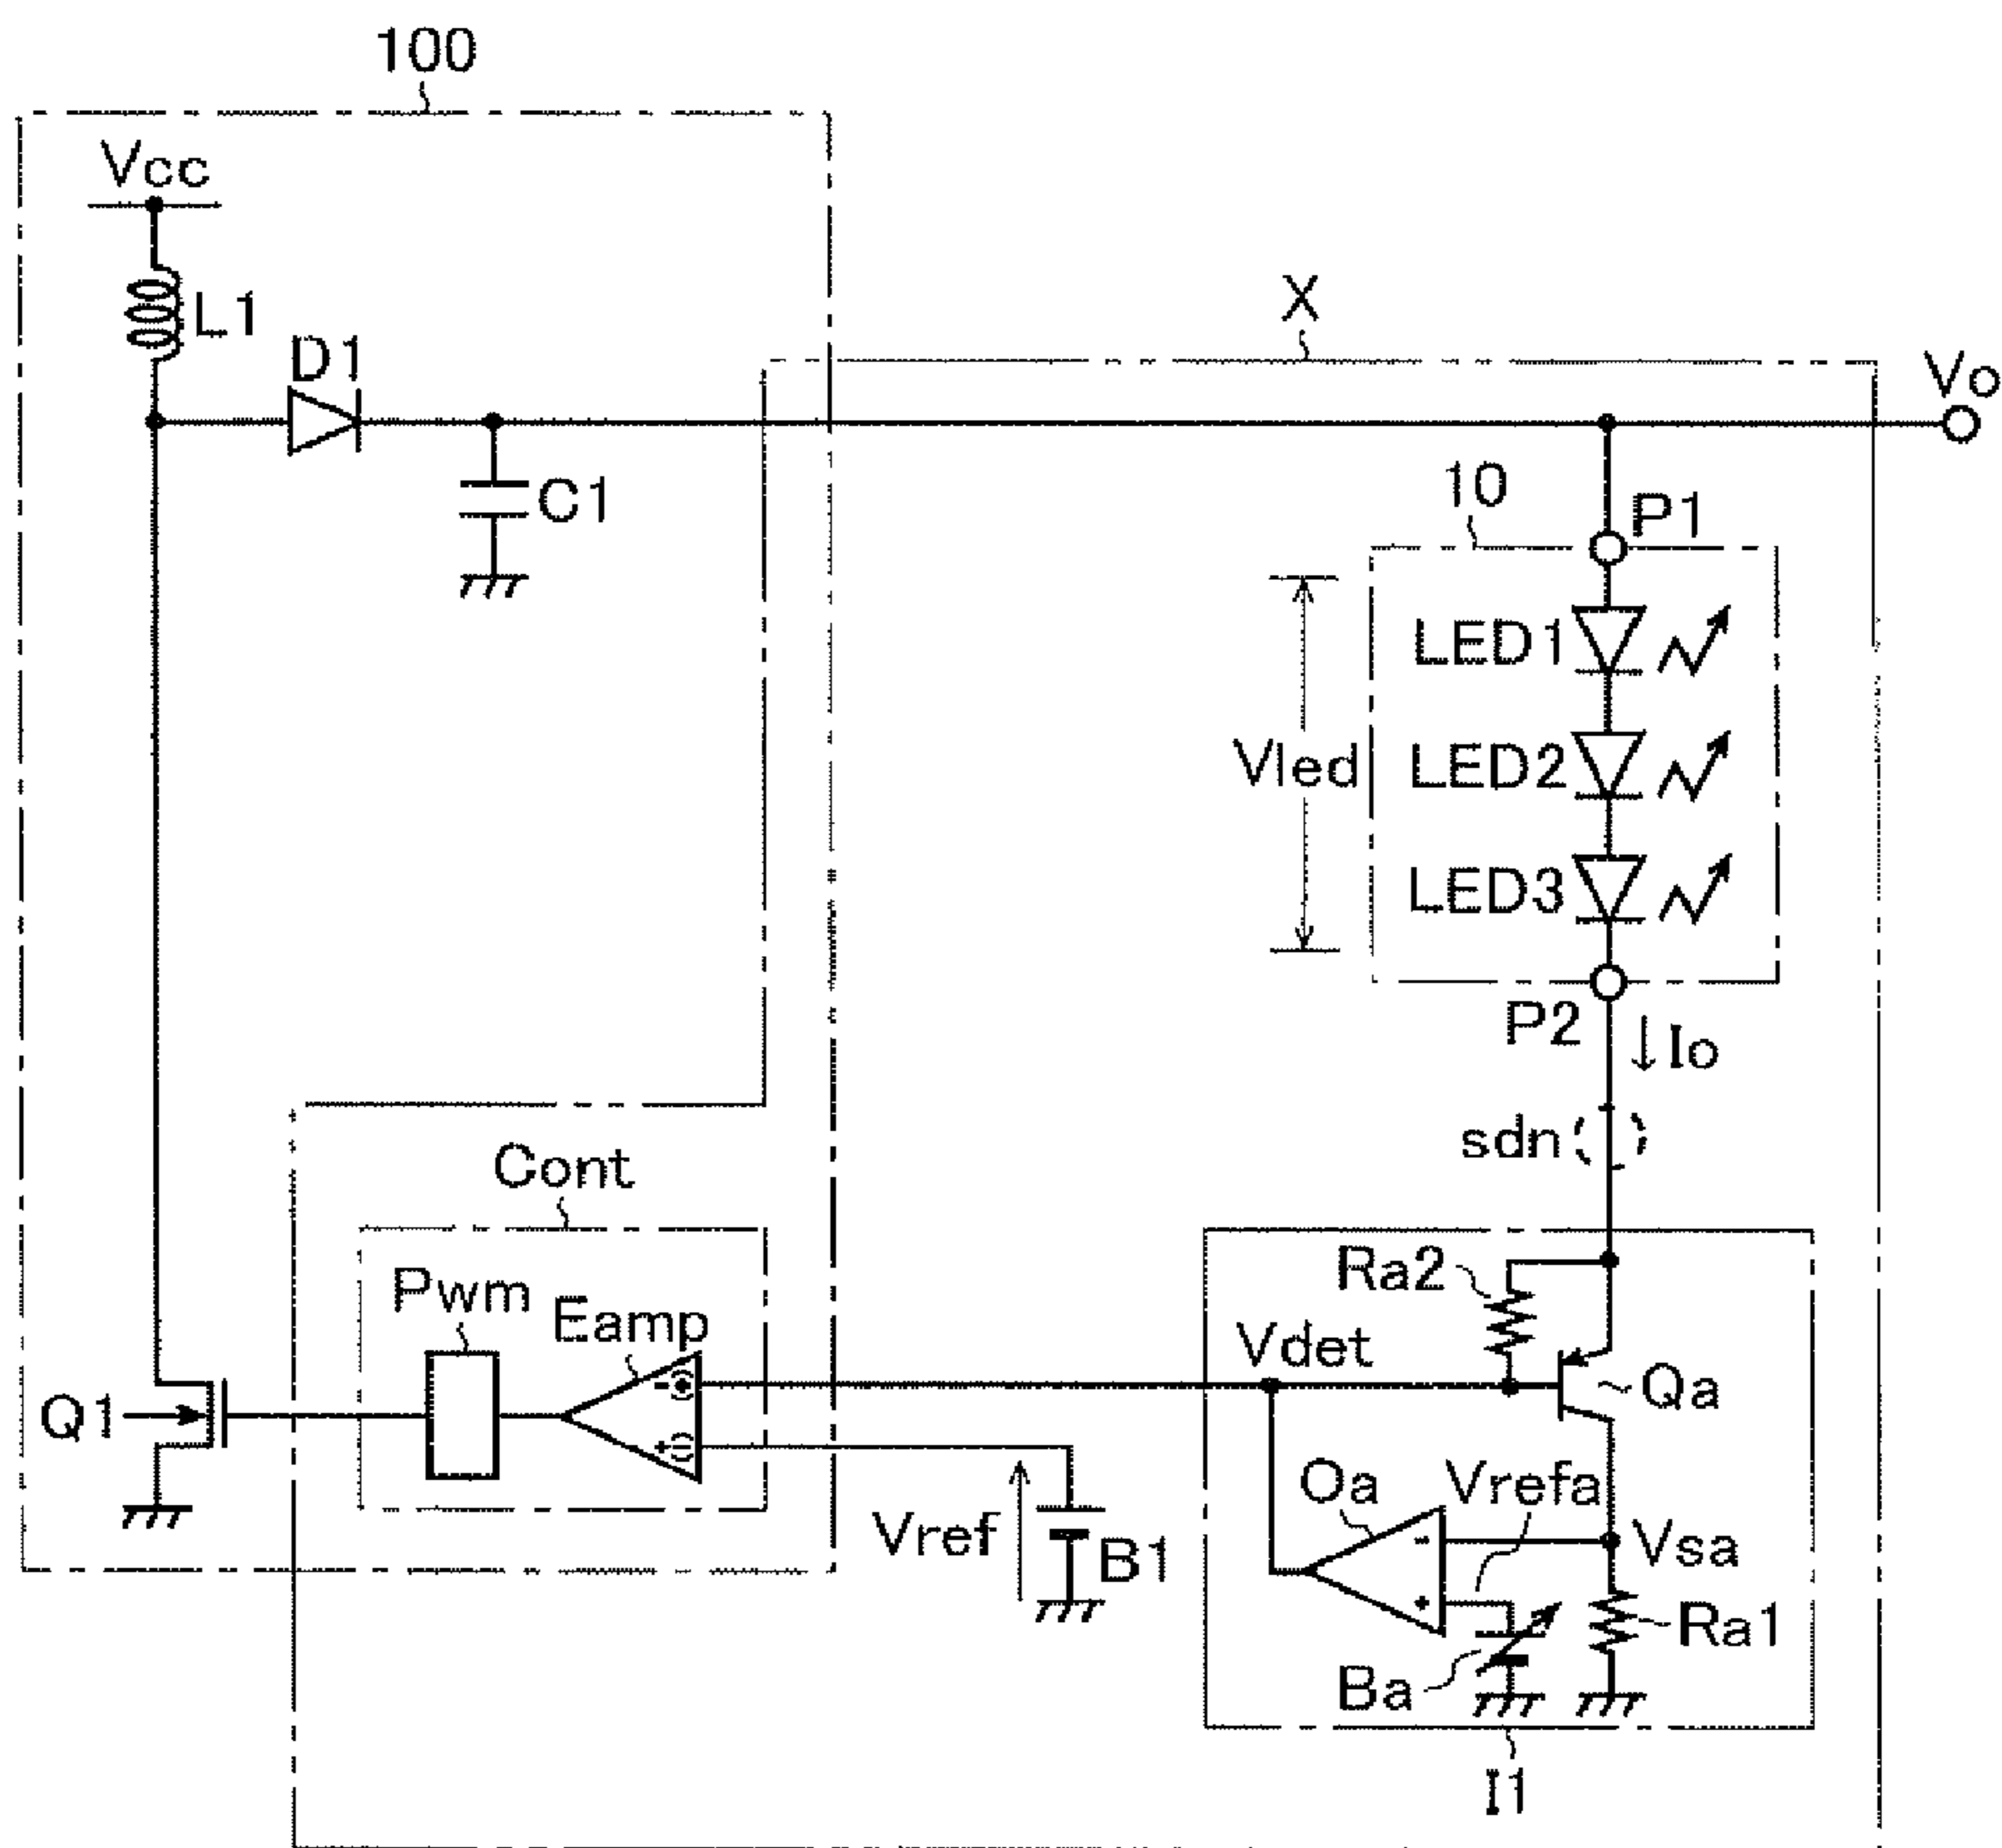 100
Vcc
L1
D1
C1
X
Vo
10
P1
LED1
Vled
LED2
LED3
P2
Io
sdn
Cont
Pwm
Eamp
-(+)
+(-)
Ra2
Vdet
Qa
Q1
Oa
Vrefa
-
+
Vsa
Vref
B1
Ra1
Ba
I1